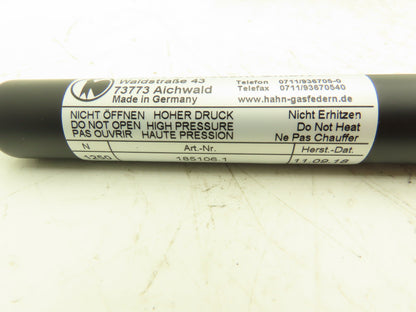 Waldstraße 43 Telefon 0711/936705-0
73773 Aichwald Telefax 0711/93670540
Made in Germany www.hahn-gasfedern.de
NICHT ÖFFNEN HOHER DRUCK Nicht Erhitzen
DO NOT OPEN HIGH PRESSURE Do Not Heat
PAS OUVRIR HAUTE PRESSION Ne Pas Chauffer
N Art.-Nr. Herst.-Dat.
1250 185106.1 11.09.18